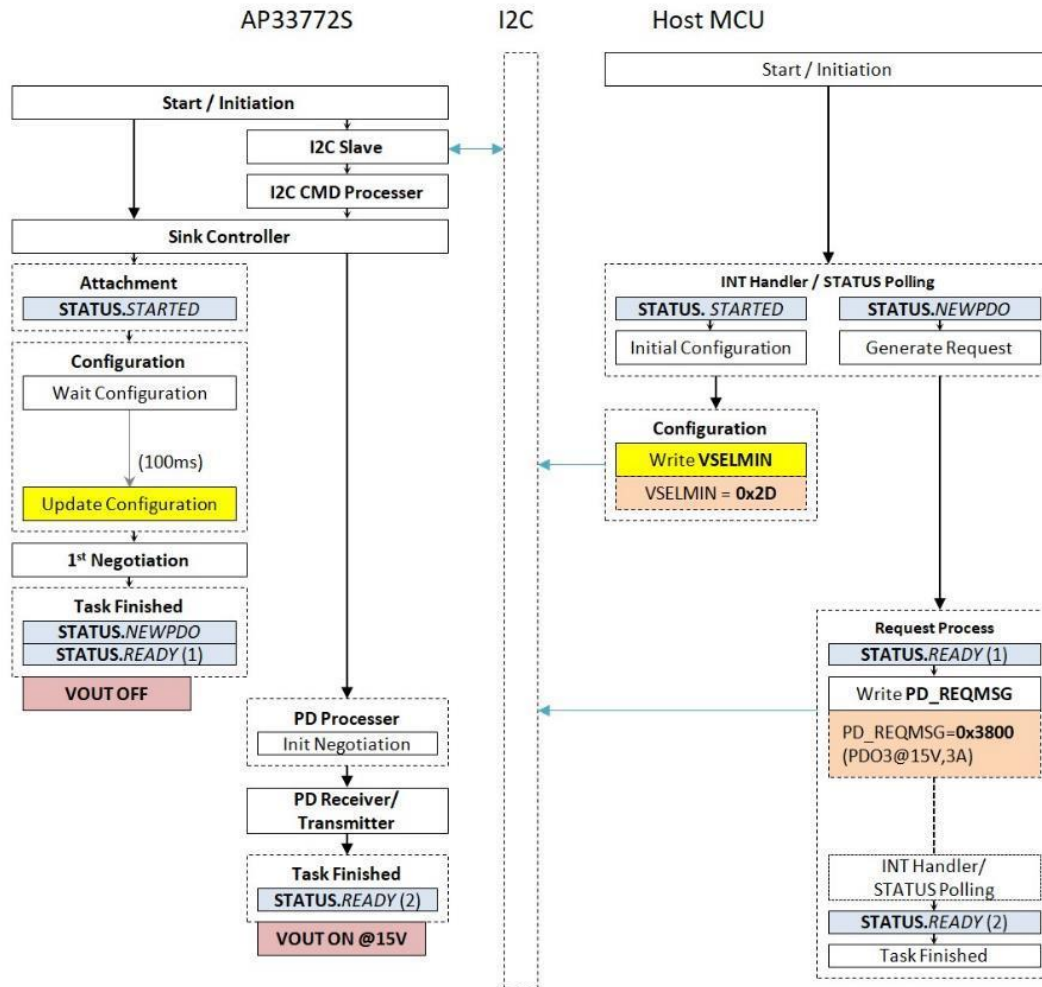 AP33772S
I2C
Host MCU
Start / Initiation
I2C Slave
I2C CMD Processer
Sink Controller
Attachment
STATUS.STARTED
Configuration
Wait Configuration
(100ms)
Update Configuration
1st Negotiation
Task Finished
STATUS.NEWPDO
STATUS.READY (1)
VOUT OFF
PD Processer
Init Negotiation
PD Receiver/
Transmitter
Task Finished
STATUS.READY (2)
VOUT ON @15V
Start / Initiation
INT Handler / STATUS Polling
STATUS. STARTED
Initial Configuration
STATUS.NEWPDO
Generate Request
Configuration
Write VSELMIN
VSELMIN = 0x2D
Request Process
STATUS.READY (1)
Write PD_REQMSG
PD_REQMSG=0x3800
(PDO3@15V,3A)
INT Handler/
STATUS Polling
STATUS.READY (2)
Task Finished